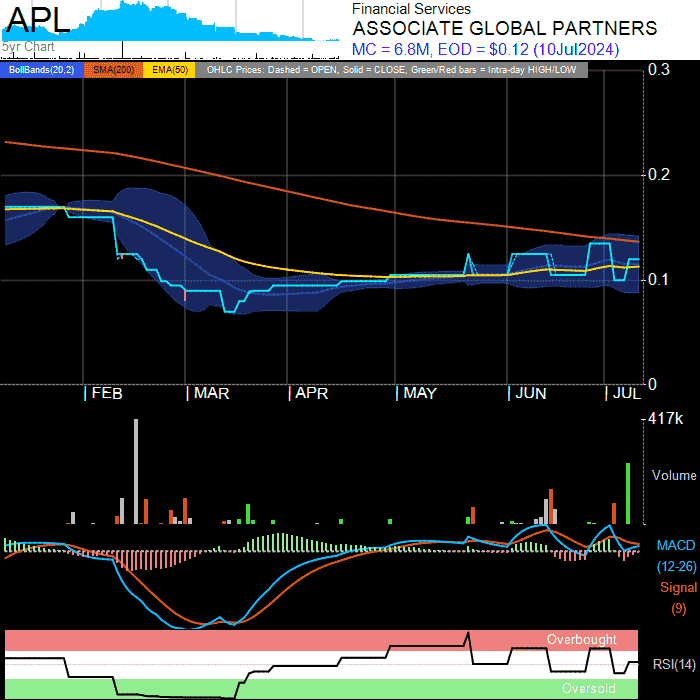 APL
5yr Chart
Financial Services
ASSOCIATE GLOBAL PARTNERS
MC = 6.8M, EOD = $0.12 (10Jul2024)
BollBands(20,2) SMA(200) EMA(50) OHLC Prices: Dashed = OPEN, Solid = CLOSE, Green/Red bars = Intra-day HIGH/LOW
0.3
0.2
0.1
0
FEB MAR APR MAY JUN JUL
417k
Volume
MACD
(12-26)
Signal
(9)
Overbought
RSI(14)
Oversold